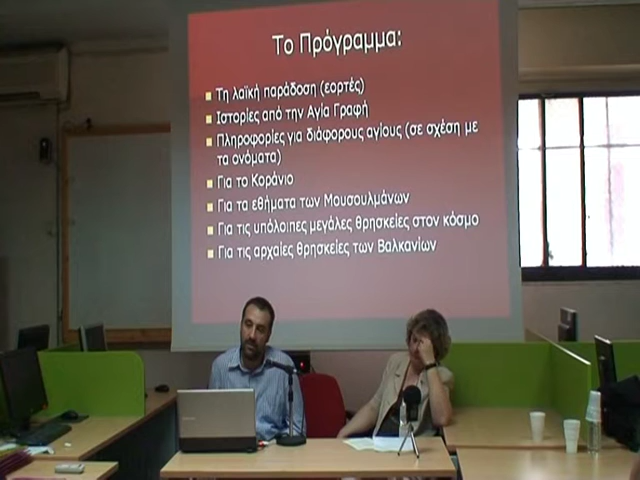 Το Πρόγραμμα:
Τη λαϊκή παράδοση (εορτές)
Ιστορίες από την Αγία Γραφή
Πληροφορίες για διάφορους αγίους (σε σχέση με
τα ονόματα)
Για το Κοράνιο
Για τα εθήματα των Μουσουλμάνων
Για τις υπόλοιπες μεγάλες θρησκείες στον κόσμο
Για τις αρχαίες θρησκείες των Βαλκανίων